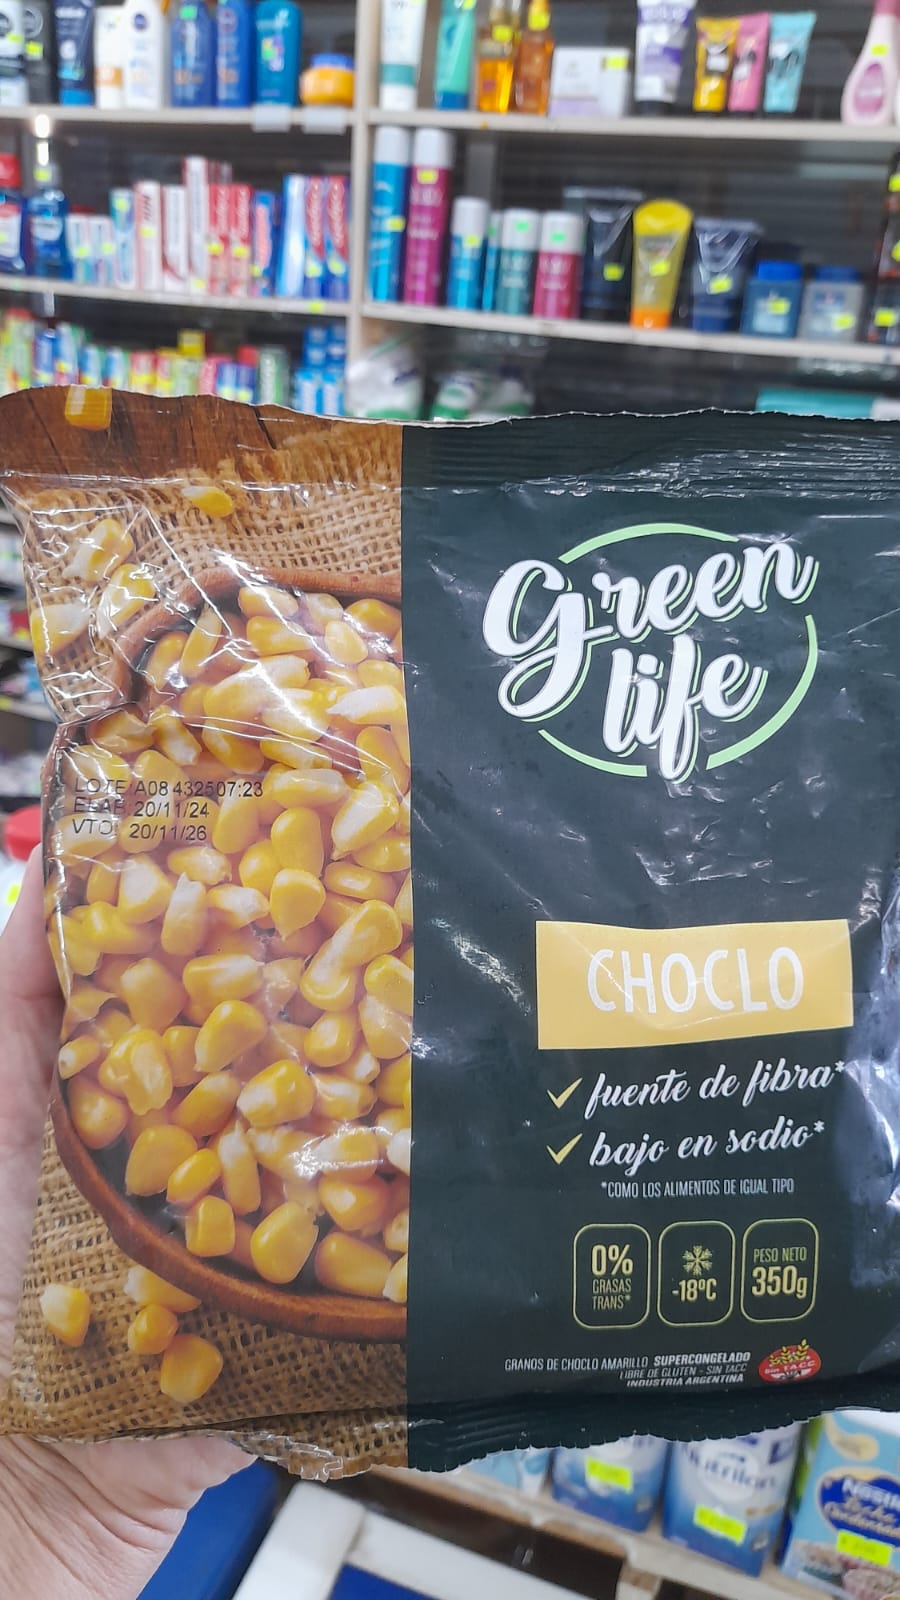 Green
life
LOTE A08 432507:23
ELAB 20/11/24
VTO 20/11/26
CHOCLO
fuente de fibra*
bajo en sodio*
*COMO LOS ALIMENTOS DE IGUAL TIPO
0%
GRASAS
TRANS*
-18ºC
PESO NETO
350g
GRANOS DE CHOCLO AMARILLO SUPERCONGELADO
LIBRE DE GLUTEN - SIN TACC
INDUSTRIA ARGENTINA
Sin T.A.C.C.